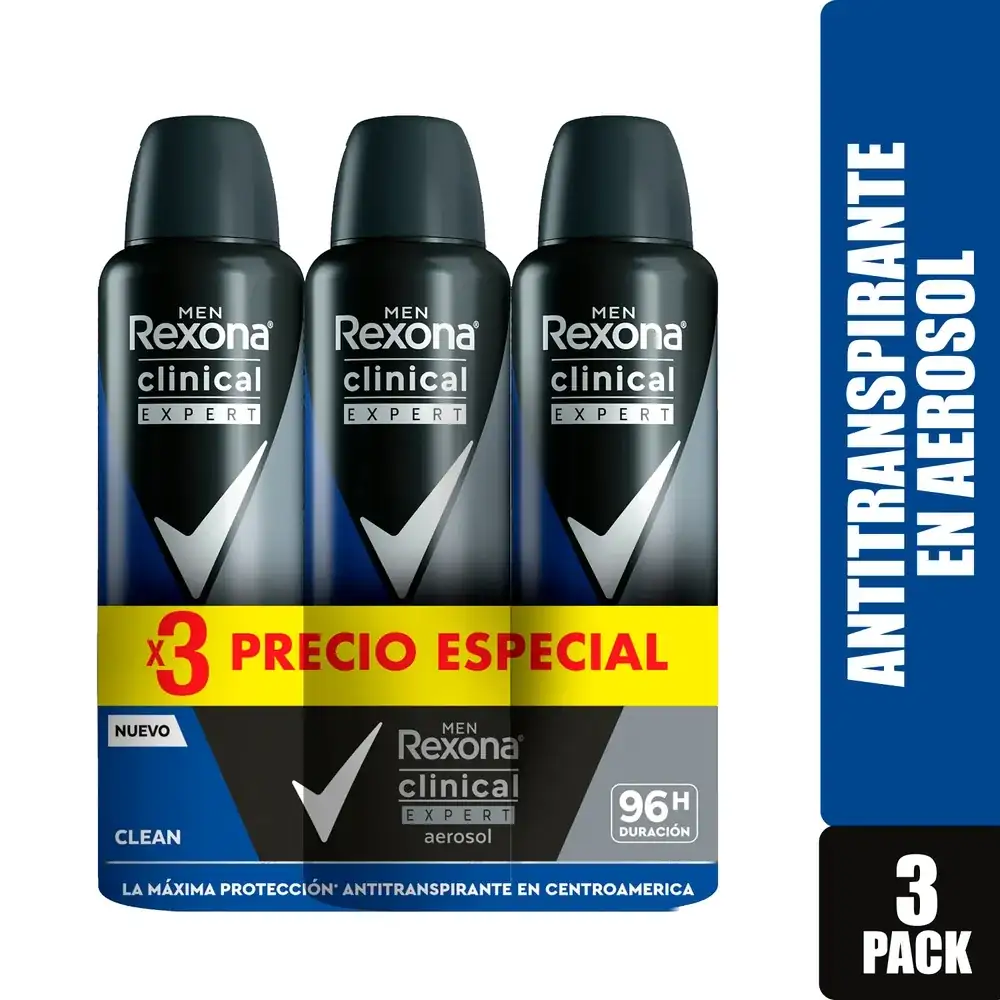 MEN
Rexona®
clinical
EXPERT
MEN
Rexona®
clinical
EXPERT
MEN
Rexona®
clinical
EXPERT
x3 PRECIO ESPECIAL
NUEVO
CLEAN
MEN
Rexona®
clinical
EXPERT
aerosol
96H
DURACIÓN
LA MÁXIMA PROTECCIÓN* ANTITRANSPIRANTE EN CENTROAMERICA
ANTITRANSPIRANTE
EN AEROSOL
3
PACK